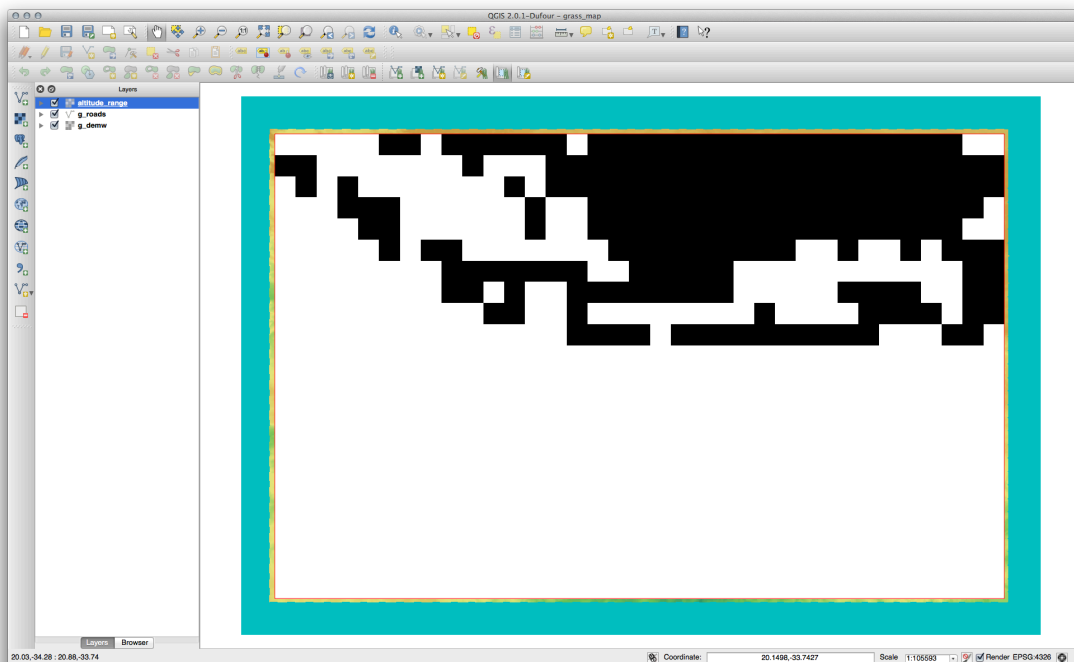 QGIS 2.0.1-Dufour - grass_map
Layers
altitude_range
g_roads
g_demw
Layers Browser
20.03,-34.28 : 20.88,-33.74 Coordinate: 20.1498,-33.7427 Scale 1:105593 Render EPSG:4326